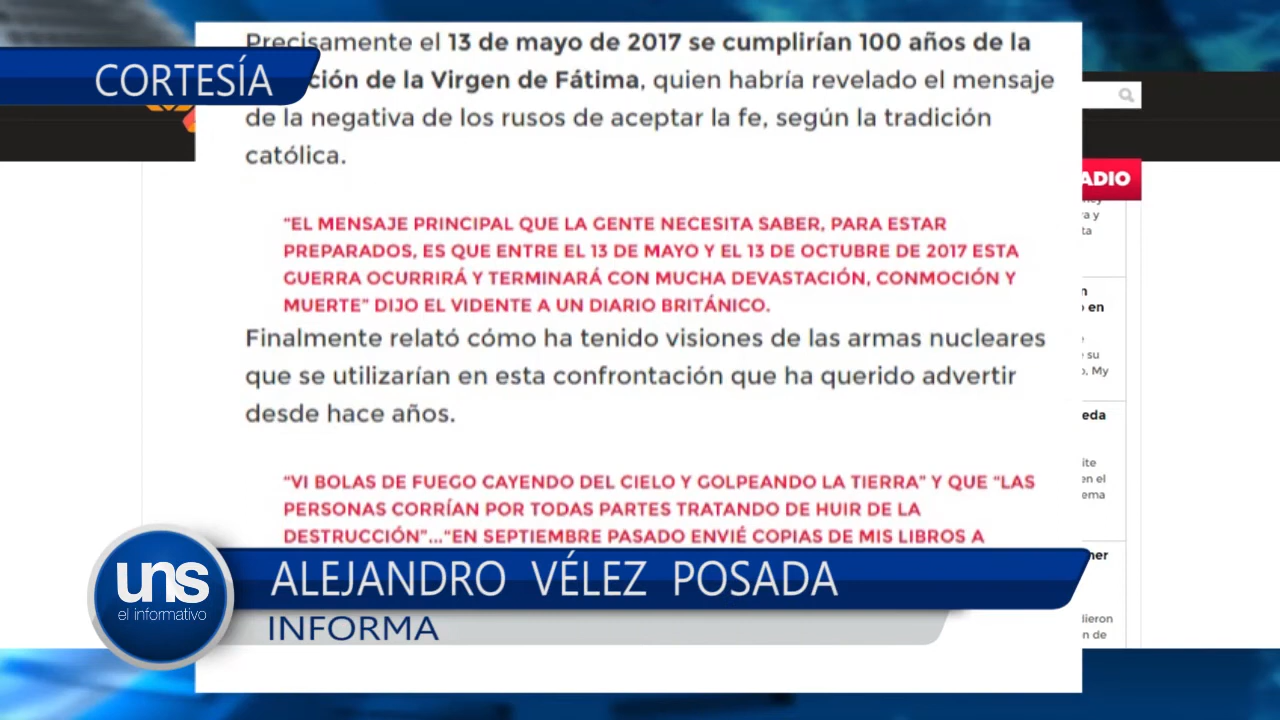 Precisamente el 13 de mayo de 2017 se cumplirían 100 años de la
CORTESÍA
de la Virgen de Fátima, quien habría revelado el mensaje
de la negativa de los rusos de aceptar la fe, según la tradición
católica.
ADIO
“EL MENSAJE PRINCIPAL QUE LA GENTE NECESITA SABER, PARA ESTAR
PREPARADOS, ES QUE ENTRE EL 13 DE MAYO Y EL 13 DE OCTUBRE DE 2017 ESTA
GUERRA OCURRIRÁ Y TERMINARÁ CON MUCHA DEVASTACIÓN, CONMOCIÓN Y
MUERTE” DIJO EL VIDENTE A UN DIARIO BRITÁNICO.
Finalmente relató cómo ha tenido visiones de las armas nucleares
que se utilizarían en esta confrontación que ha querido advertir
desde hace años.
en
su
My
“VI BOLAS DE FUEGO CAYENDO DEL CIELO Y GOLPEANDO LA TIERRA” Y QUE “LAS
PERSONAS CORRÍAN POR TODAS PARTES TRATANDO DE HUIR DE LA
DESTRUCCIÓN”...“EN SEPTIEMBRE PASADO ENVIÉ COPIAS DE MIS LIBROS A
en el
uns
el informativo
ALEJANDRO VÉLEZ POSADA
INFORMA
de